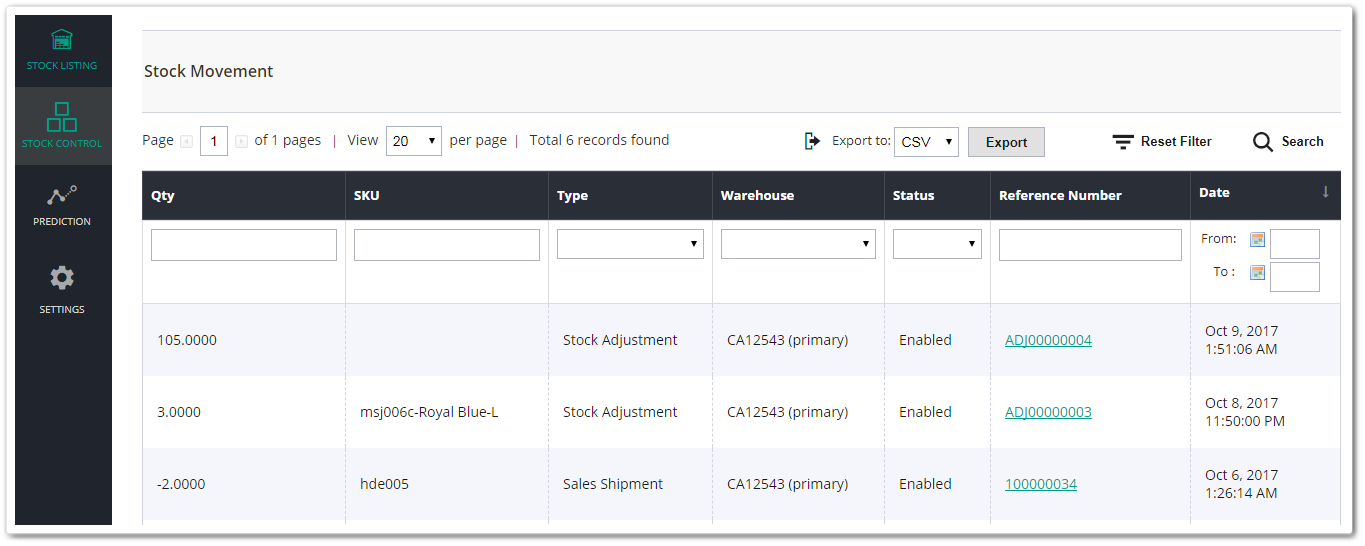 STOCK LISTING
STOCK CONTROL
PREDICTION
SETTINGS
Stock Movement
Page 1 of 1 pages | View 20 per page | Total 6 records found Export to: CSV Export Reset Filter Search
Qty SKU Type Warehouse Status Reference Number Date
From:
To :
105.0000 Stock Adjustment CA12543 (primary) Enabled ADJ00000004 Oct 9, 2017
1:51:06 AM
3.0000 msj006c-Royal Blue-L Stock Adjustment CA12543 (primary) Enabled ADJ00000003 Oct 8, 2017
11:50:00 PM
-2.0000 hde005 Sales Shipment CA12543 (primary) Enabled 100000034 Oct 6, 2017
1:26:14 AM